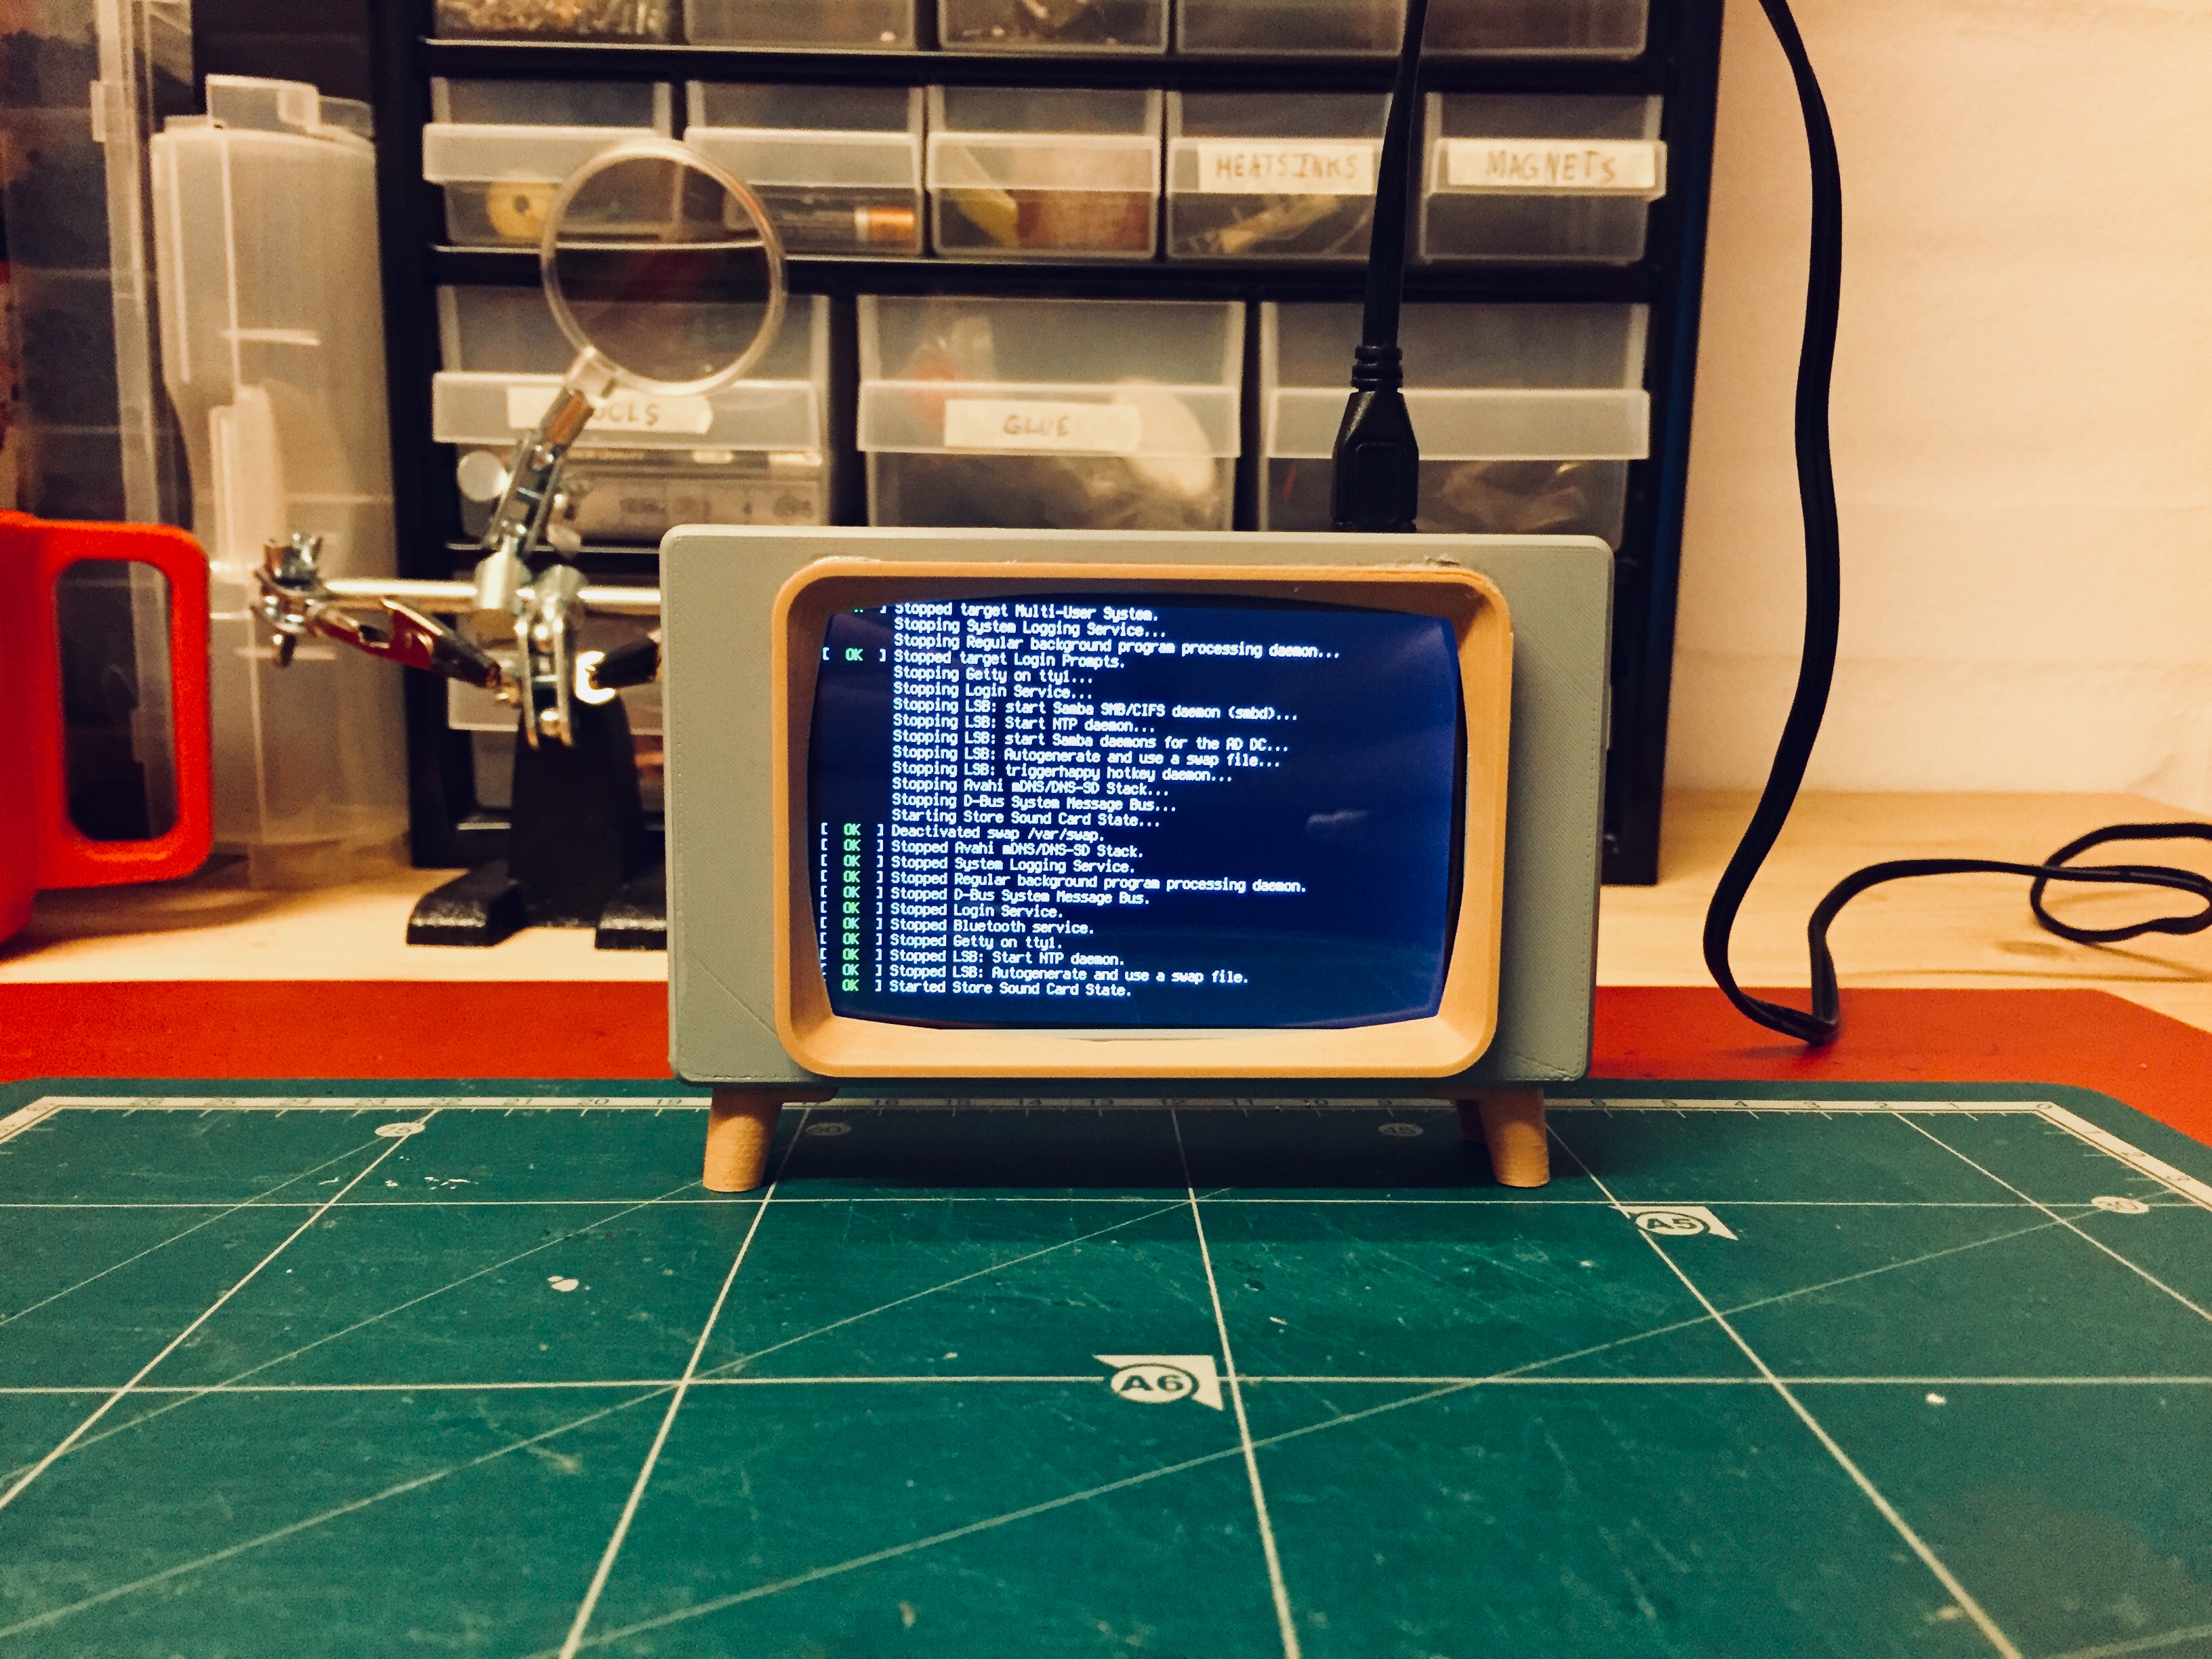 HEATSINKS
MAGNETS
GLUE
] Stopped target Multi-User System.
Stopping System Logging Service...
Stopping Regular background program processing daemon...
[ OK ] Stopped target Login Prompts.
Stopping Getty on tty1...
Stopping Login Service...
Stopping LSB: start Samba SMB/CIFS daemon (smbd)...
Stopping LSB: Start NTP daemon...
Stopping LSB: start Samba daemons for the AD DC...
Stopping LSB: Autogenerate and use a swap file...
Stopping LSB: triggerhappy hotkey daemon...
Stopping Avahi mDNS/DNS-SD Stack...
Stopping D-Bus System Message Bus...
Starting Store Sound Card State...
[ OK ] Deactivated swap /var/swap.
[ OK ] Stopped Avahi mDNS/DNS-SD Stack.
[ OK ] Stopped System Logging Service.
[ OK ] Stopped Regular background program processing daemon.
[ OK ] Stopped D-Bus System Message Bus.
[ OK ] Stopped Login Service.
[ OK ] Stopped Bluetooth service.
[ OK ] Stopped Getty on tty1.
[ OK ] Stopped LSB: Start NTP daemon.
[ OK ] Stopped LSB: Autogenerate and use a swap file.
OK ] Started Store Sound Card State.
A5
A6